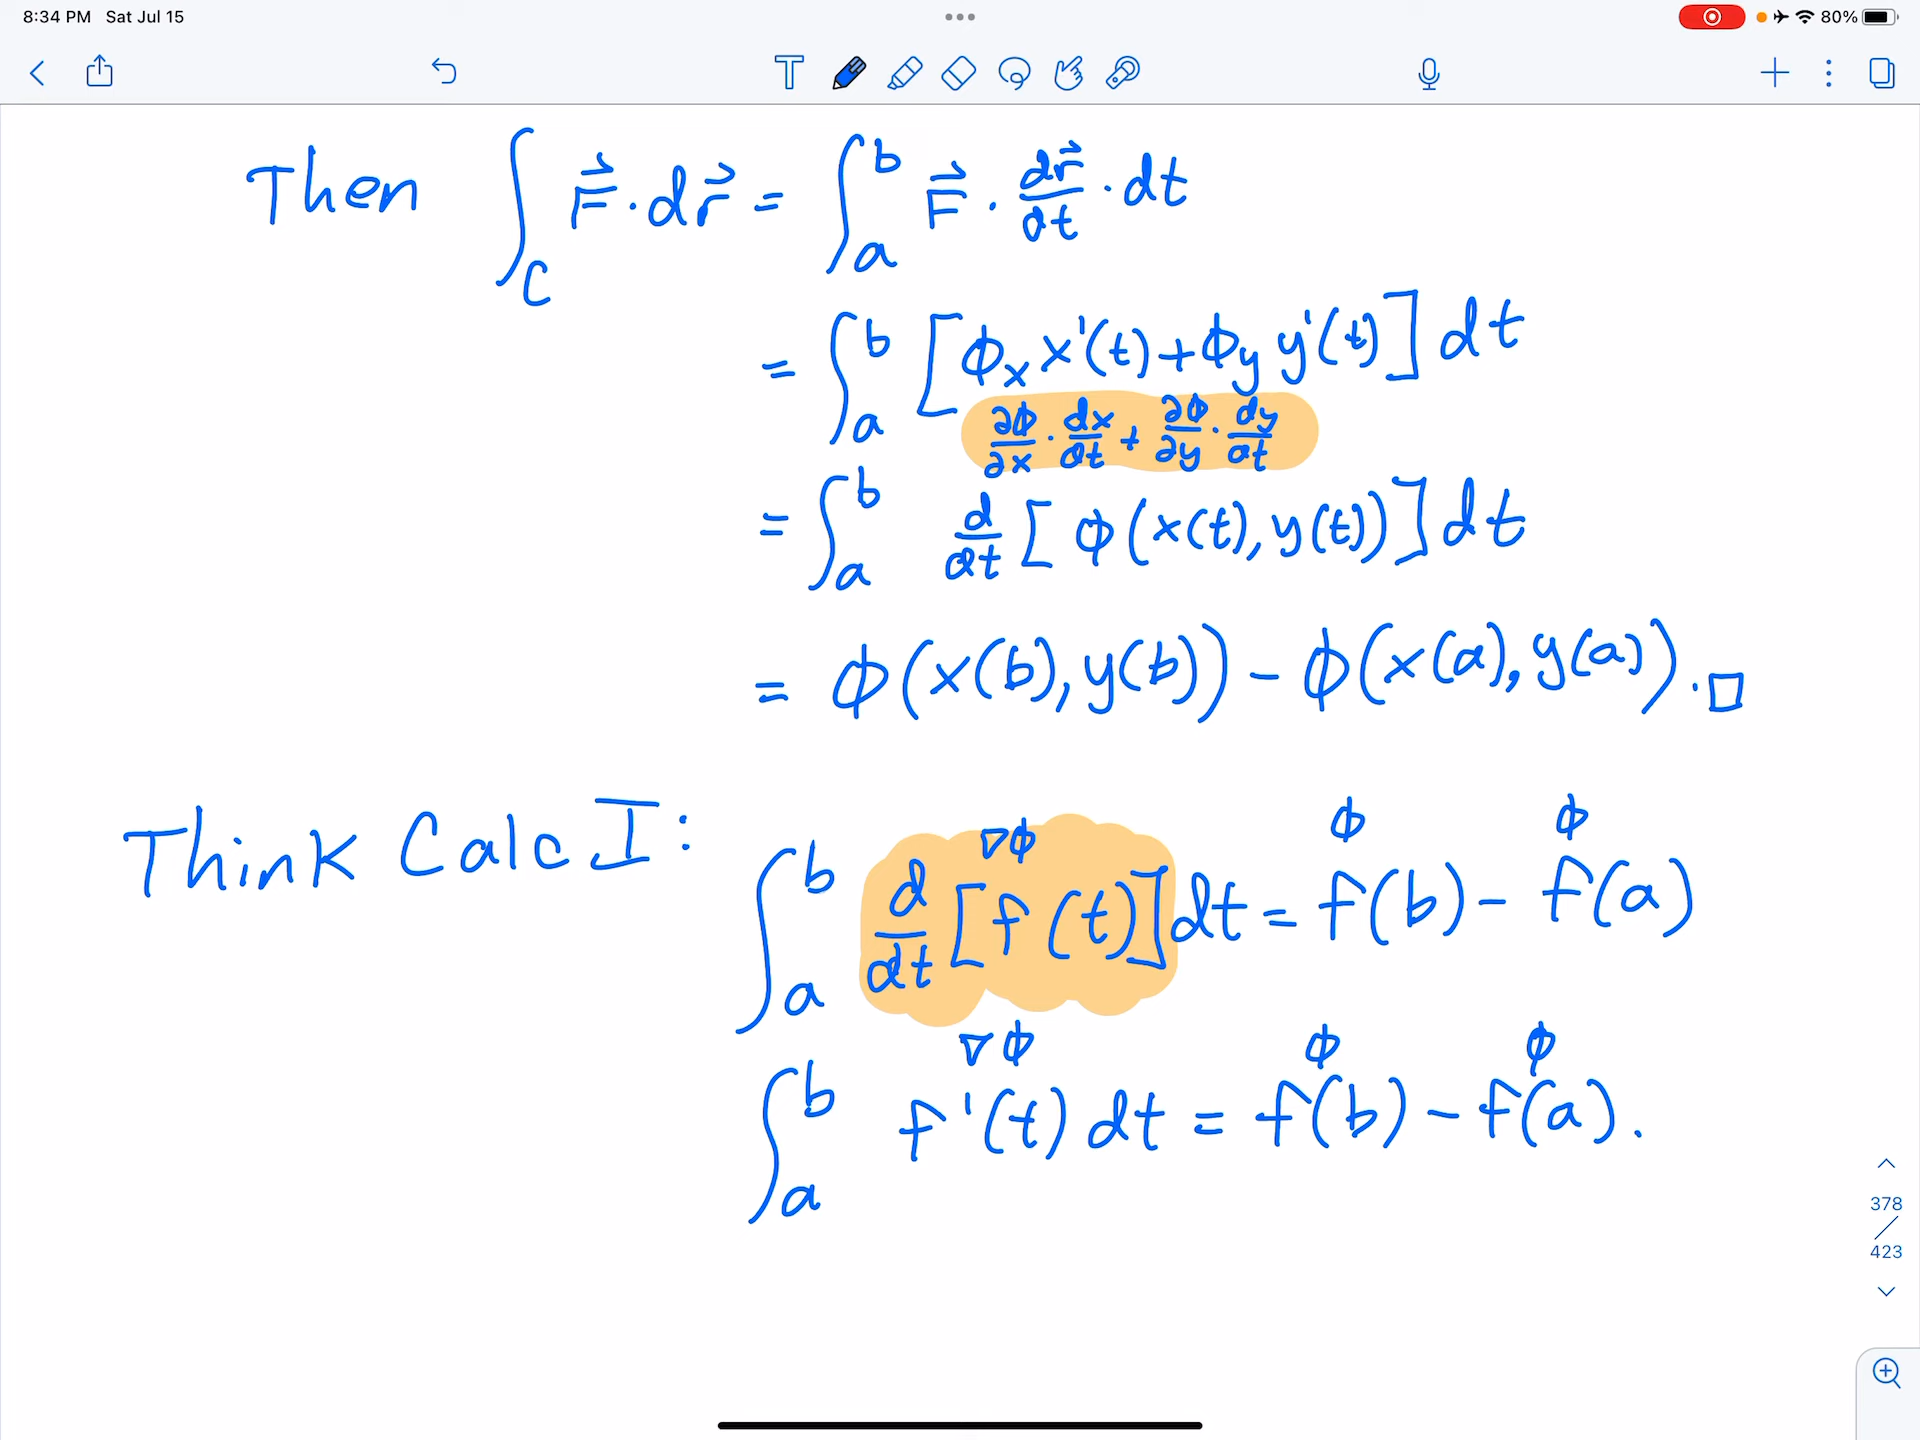 8:34 PM Sat Jul 15
80%
T
Then ∫_C F⃗ · dr⃗ = ∫_a^b F⃗ · dr⃗/dt · dt
= ∫_a^b [ϕₓ x'(t) + ϕ_y y'(t)] dt
∂ϕ/∂x · dx/dt + ∂ϕ/∂y · dy/dt
= ∫_a^b d/dt [ϕ(x(t), y(t))] dt
= ϕ(x(b), y(b)) - ϕ(x(a), y(a)). □
Think Calc I:
∇ϕ ϕ ϕ
∫_a^b d/dt [f(t)] dt = f(b) - f(a)
∇ϕ ϕ ϕ
∫_a^b f'(t) dt = f(b) - f(a).
378
/
423